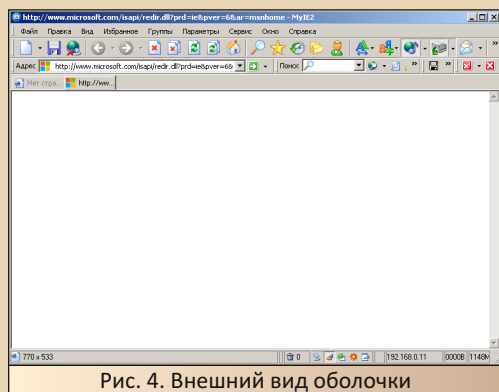 http://www.microsoft.com/isapi/redir.dll?prd=ie&pver=6&ar=msnhome - MyIE2
Файл Правка Вид Избранное Группы Параметры Сервис Окно Справка
Адрес http://www.microsoft.com/isapi/redir.dll?prd=ie&pver=6& Поиск
Нет стра.. http://ww...
770 x 533 0 192.168.0.11 0000B 1148M
Рис. 4. Внешний вид оболочки